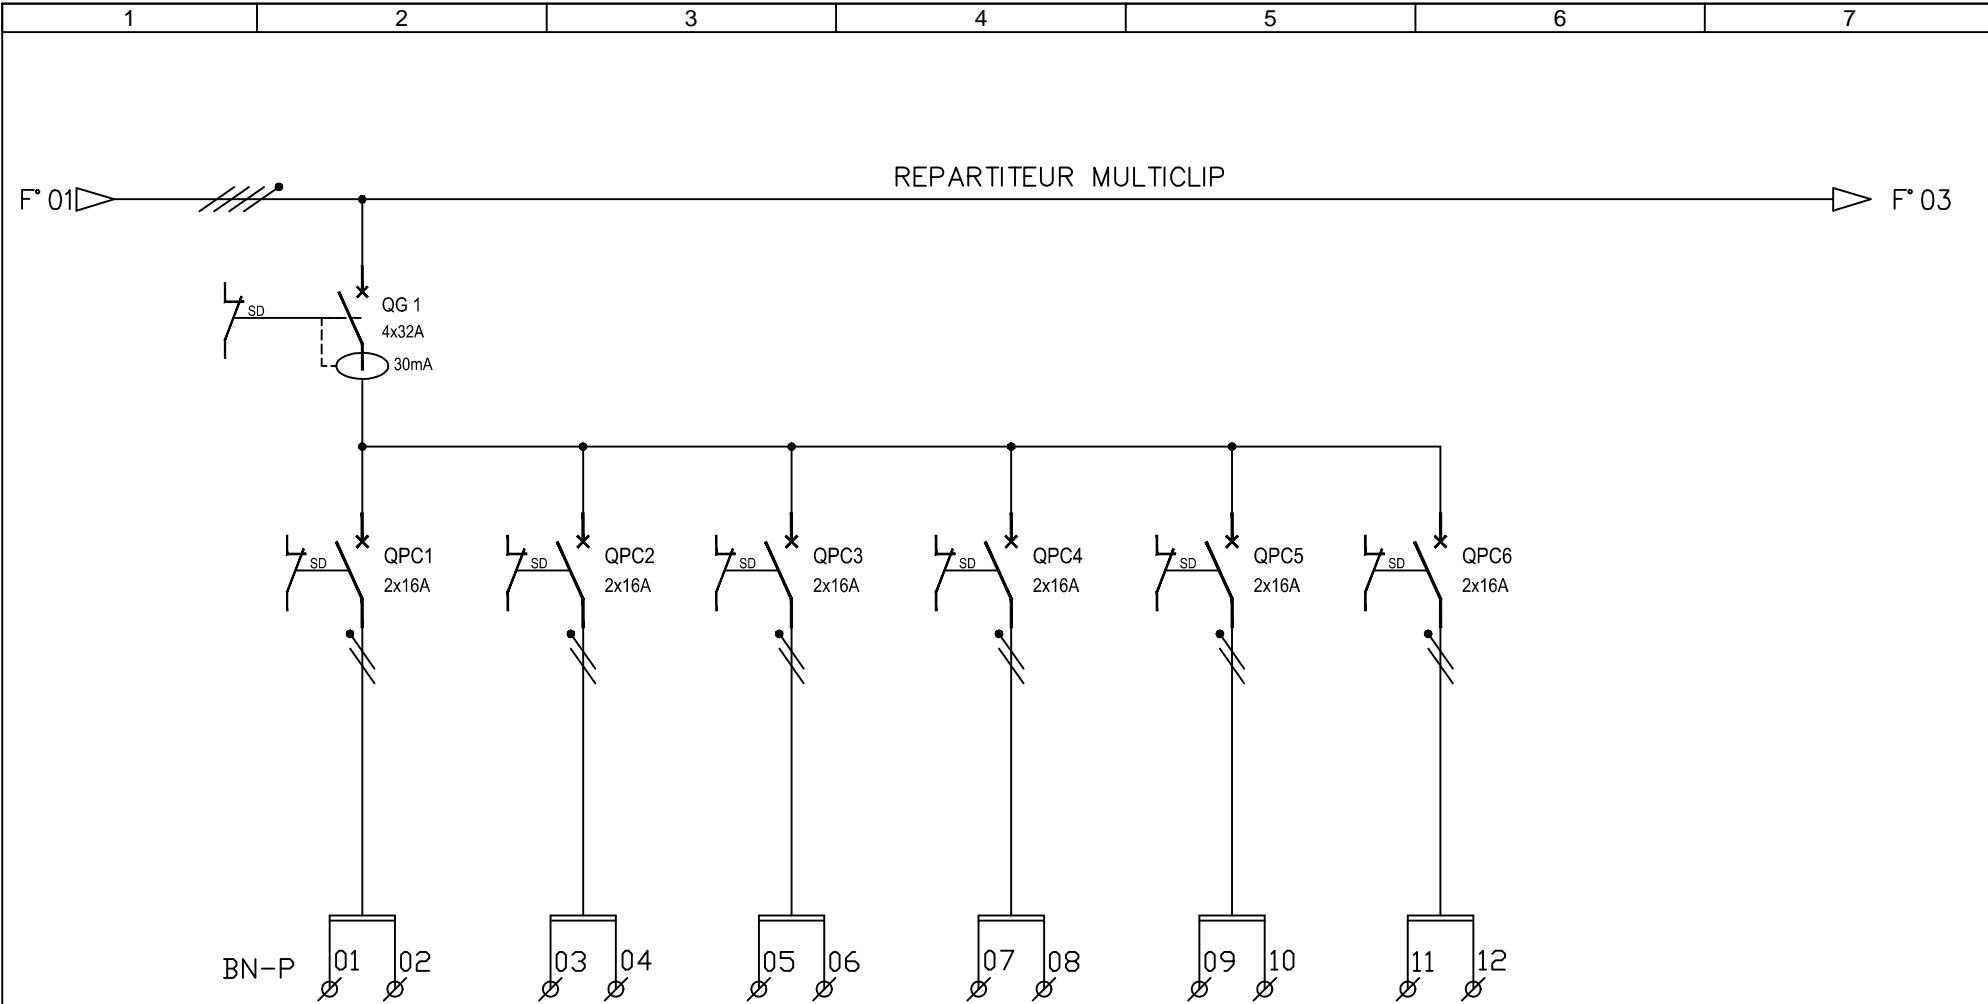 1 2 3 4 5 6 7
REPARTITEUR MULTICLIP
F° 01 F° 03
SD QG 1
4x32A
30mA
SD QPC1 SD QPC2 SD QPC3 SD QPC4 SD QPC5 SD QPC6
2x16A 2x16A 2x16A 2x16A 2x16A 2x16A
BN-P 01 02 03 04 05 06 07 08 09 10 11 12